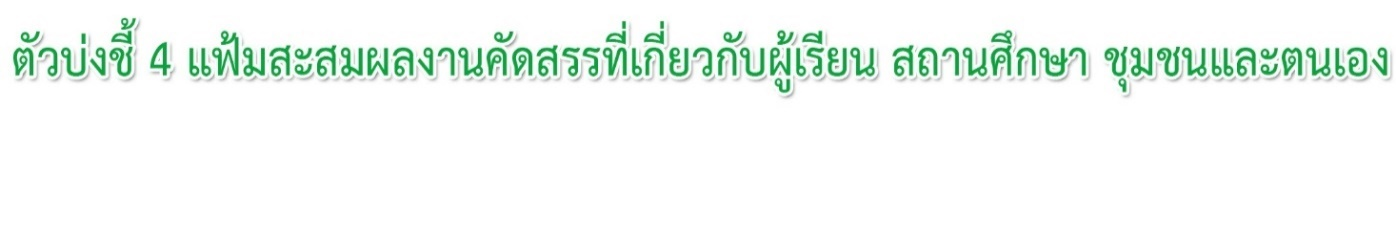 ตัวบ่งชี้ 4 แฟ้มสะสมผลงานคัดสรรที่เกี่ยวกับผู้เรียน สถานศึกษา ชุมชนและตนเอง